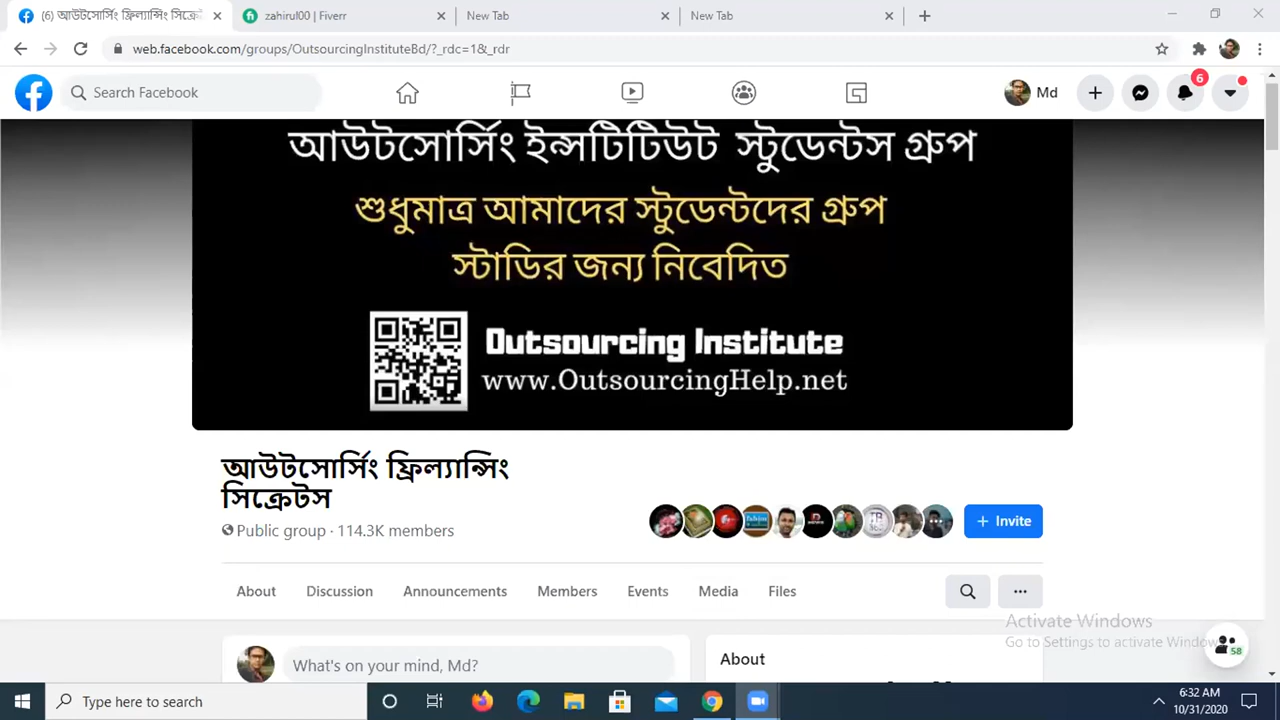 (6) আউটসোর্সিং ফ্রিল্যান্সিং সিক্রেট
zahirul00 | Fiverr
New Tab
New Tab
web.facebook.com/groups/OutsourcingInstituteBd/?_rdc=1&_rdr
Search Facebook
Md
6
আউটসোর্সিং ইন্সটিটিউট স্টুডেন্টস গ্রুপ
শুধুমাত্র আমাদের স্টুডেন্টদের গ্রুপ
স্টাডির জন্য নিবেদিত
Outsourcing Institute
www.OutsourcingHelp.net
আউটসোর্সিং ফ্রিল্যান্সিং
সিক্রেটস
Public group · 114.3K members
+ Invite
About
Discussion
Announcements
Members
Events
Media
Files
Activate Windows
Go to Settings to activate Window
58
What's on your mind, Md?
About
Type here to search
6:32 AM
10/31/2020